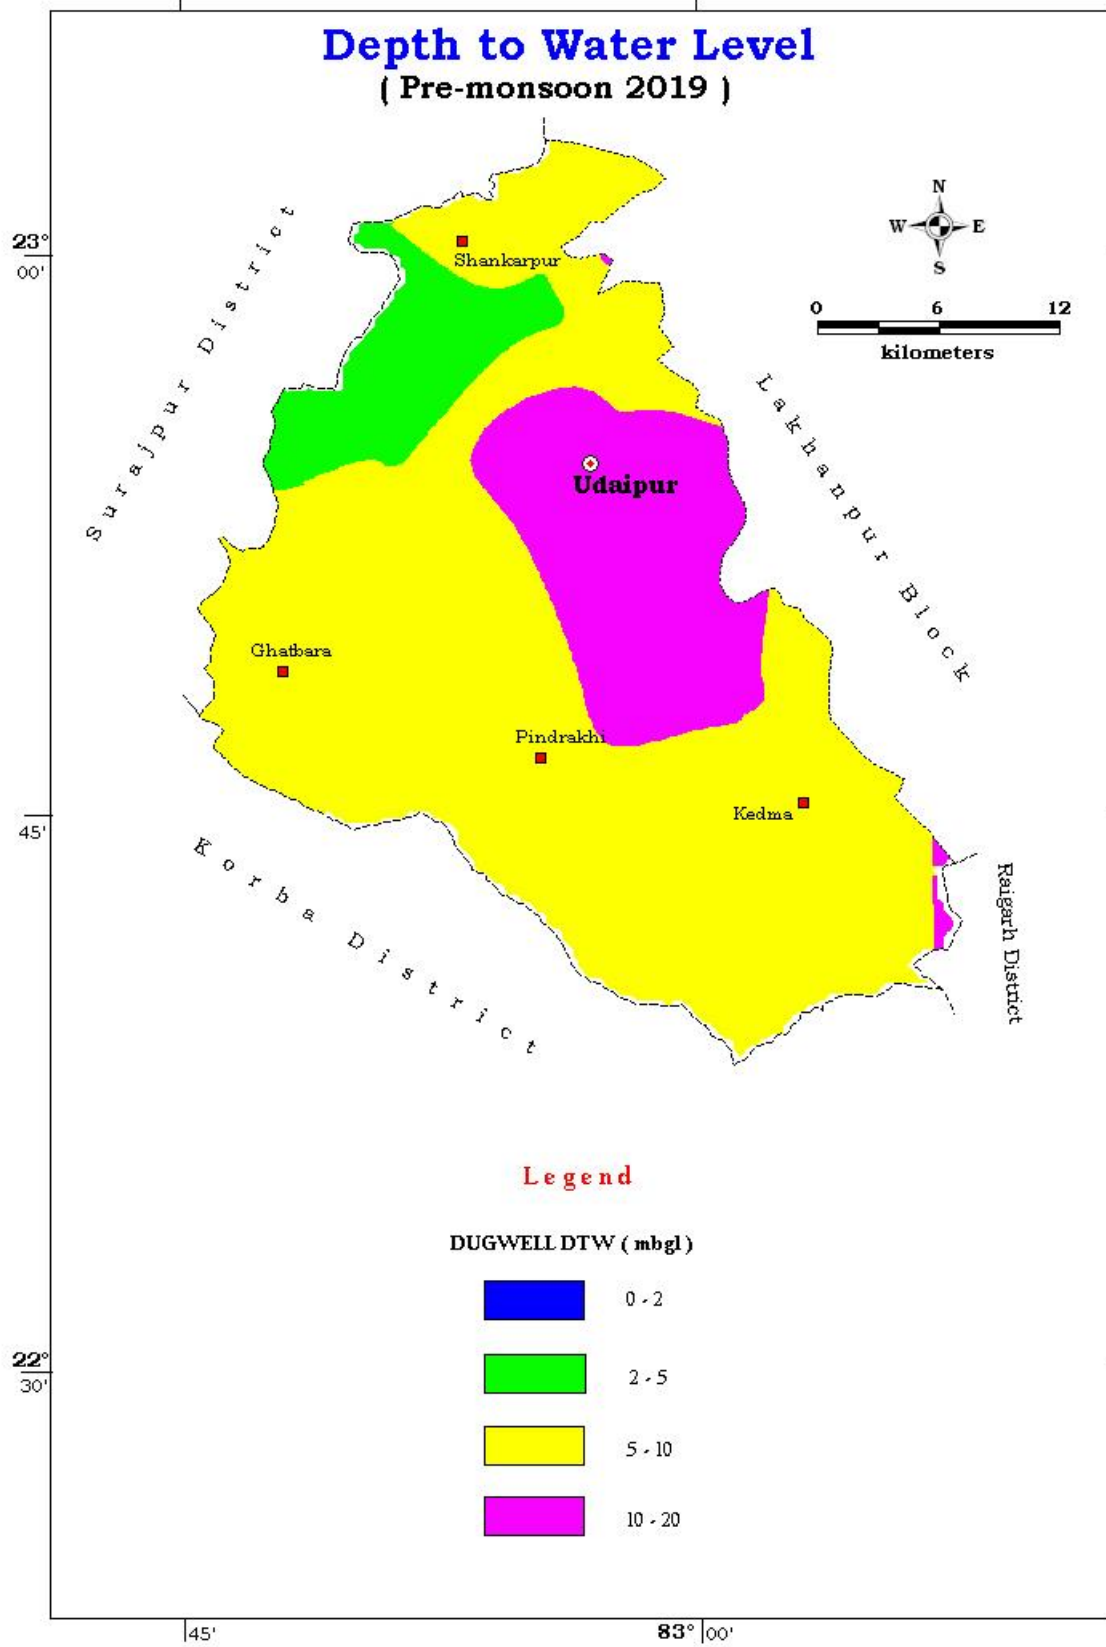 Depth to Water Level
( Pre-monsoon 2019 )
N
W E
S
23°
00'
0 6 12
kilometers
Surajpur District
Shankarpur
Lakhanpur Block
Udaipur
Ghatbara
Pindrakhi
Kedma
45'
Korba District
Raigarh District
Legend
DUGWELL DTW ( mbgl )
0 - 2
22°
30'
2 - 5
5 - 10
10 - 20
45'
83° 00'